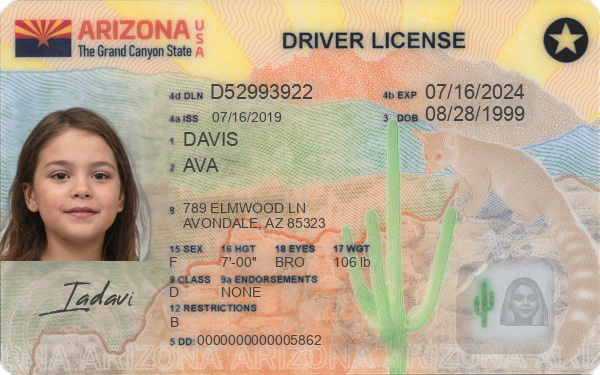 ARIZONA USA
The Grand Canyon State
DRIVER LICENSE
4d DLN D52993922
4b EXP 07/16/2024
4a ISS 07/16/2019
3 DOB 08/28/1999
1 DAVIS
2 AVA
8 789 ELMWOOD LN
AVONDALE, AZ 85323
15 SEX 16 HGT 18 EYES 17 WGT
F 7'-00" BRO 106 lb
9 CLASS 9a ENDORSEMENTS
D NONE
12 RESTRICTIONS
B
5 DD: 0000000000005862
Iadavi
ARIZONA ARIZONA ARIZONA ARIZONA